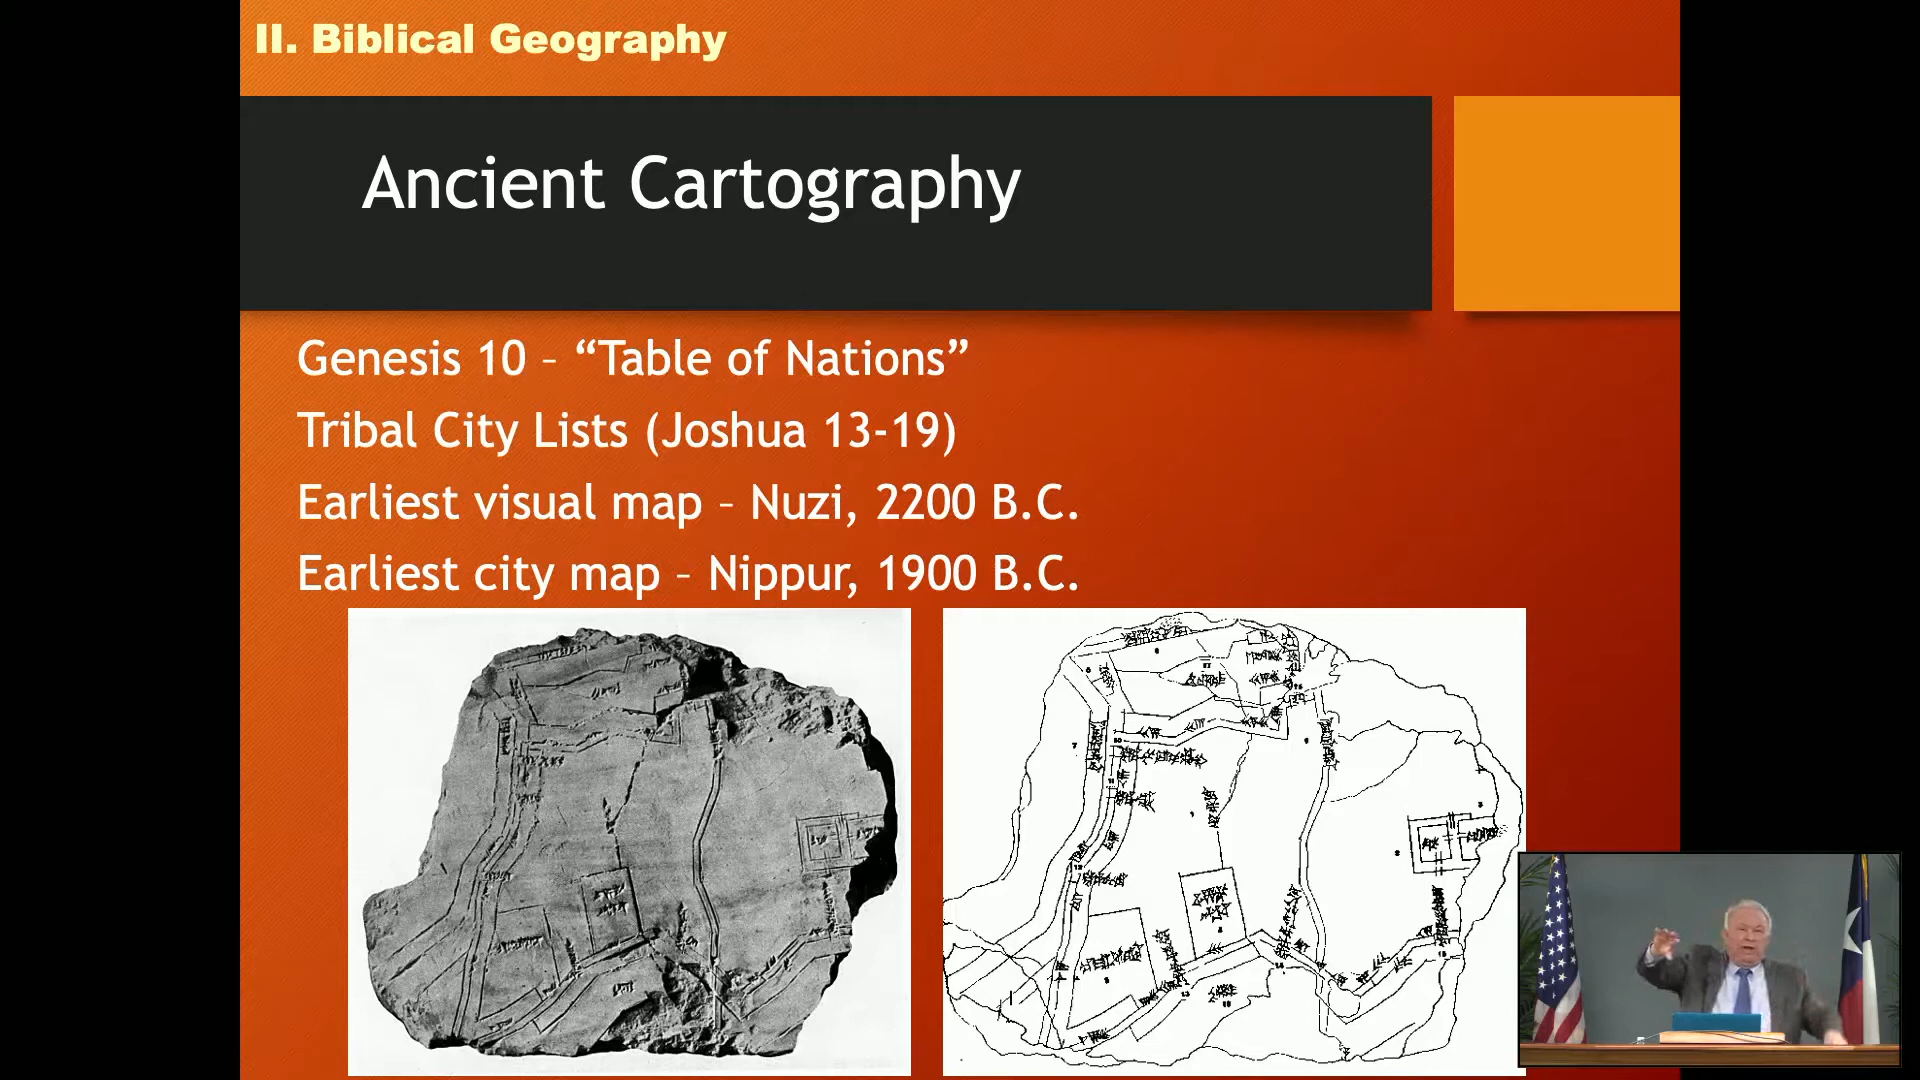 II. Biblical Geography
Ancient Cartography
Genesis 10 – “Table of Nations”
Tribal City Lists (Joshua 13-19)
Earliest visual map – Nuzi, 2200 B.C.
Earliest city map – Nippur, 1900 B.C.